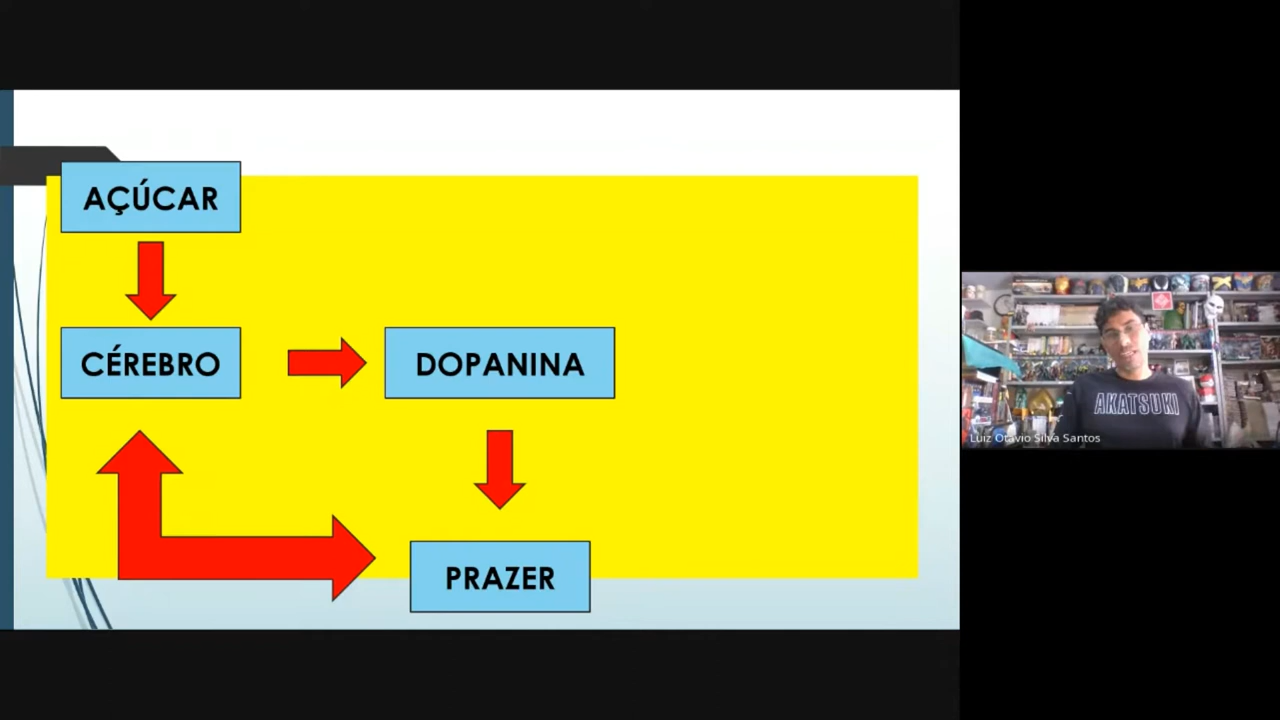 AÇÚCAR
CÉREBRO
DOPANINA
PRAZER
AKATSUKI
Luiz Otávio Silva Santos